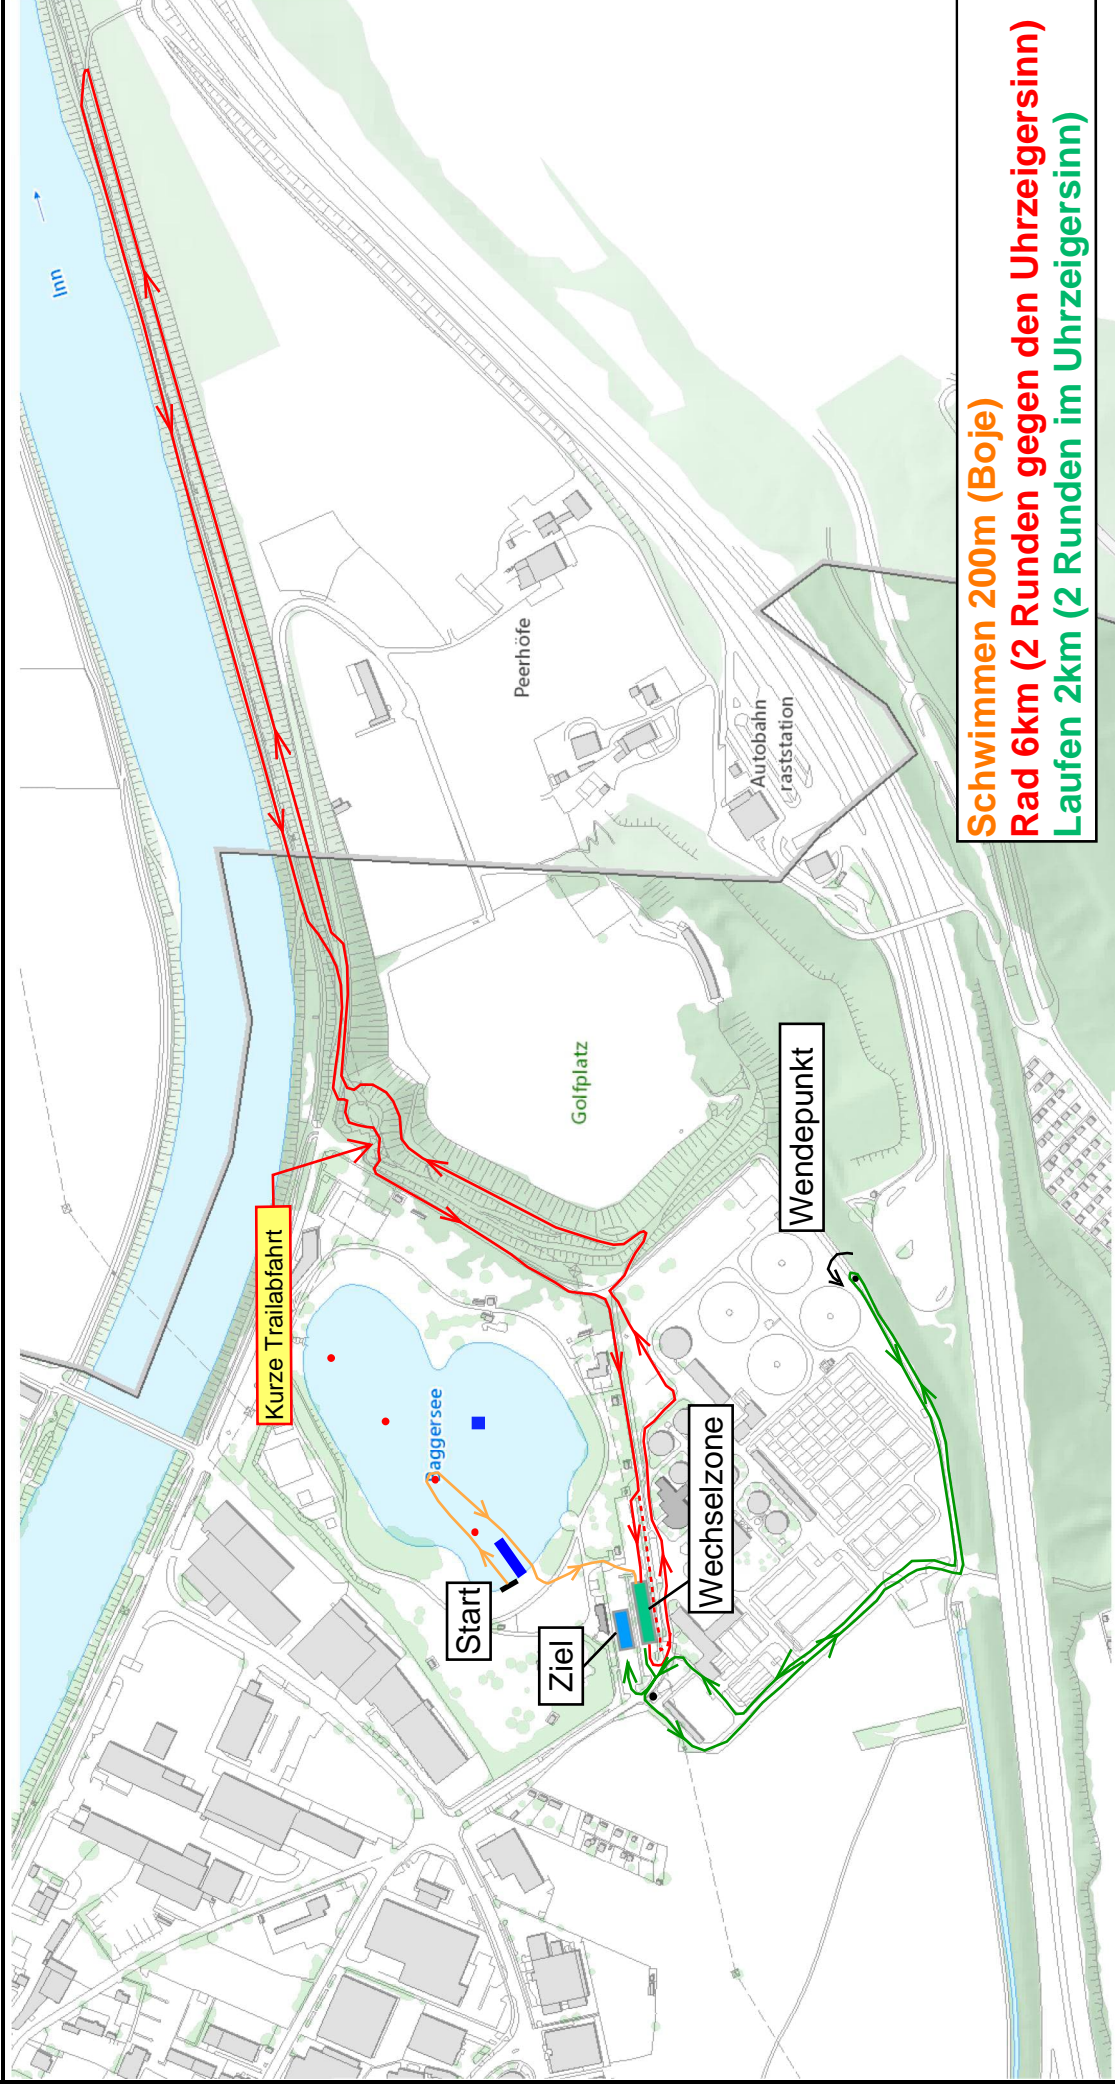 Inn
Kurze Trailabfahrt
Baggersee
Start
Ziel
Wechselzone
Golfplatz
Wendepunkt
Peerhöfe
Autobahn
raststation
Schwimmen 200m (Boje)
Rad 6km (2 Runden gegen den Uhrzeigersinn)
Laufen 2km (2 Runden im Uhrzeigersinn)